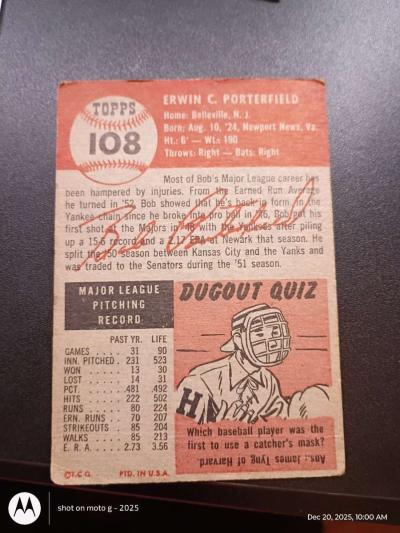 TOPPS
108
ERWIN C. PORTERFIELD
Home: Belleville, N. J.
Born: Aug. 10, '24, Newport News, Va.
Ht.: 6' — Wt.: 190
Throws: Right — Bats: Right
Most of Bob's Major League career has
been hampered by injuries. From the Earned Run Average
he turned in '52, Bob showed that he's back in form. In
the Yankee chain since he broke into pro ball in '46, Bob got his
first shot at the Majors in '48 with the Yankees after piling
up a 15-6 record and a 2.17 ERA at Newark that season. He
split the '50 season between Kansas City and the Yanks and
was traded to the Senators during the '51 season.
Bob Porterfield
MAJOR LEAGUE
PITCHING
RECORD
PAST YR. LIFE
GAMES 31 90
INN. PITCHED 231 523
WON 13 30
LOST 14 31
PCT. .481 .492
HITS 222 502
RUNS 80 224
ERN. RUNS 70 207
STRIKEOUTS 85 204
WALKS 85 213
E. R. A. 2.73 3.56
DUGOUT QUIZ
H
Which baseball player was the
first to use a catcher's mask?
Ans.: James Tyng of Harvard.
©T.C.G. PTD. IN U.S.A.
shot on moto g - 2025
Dec 20, 2025, 10:00 AM